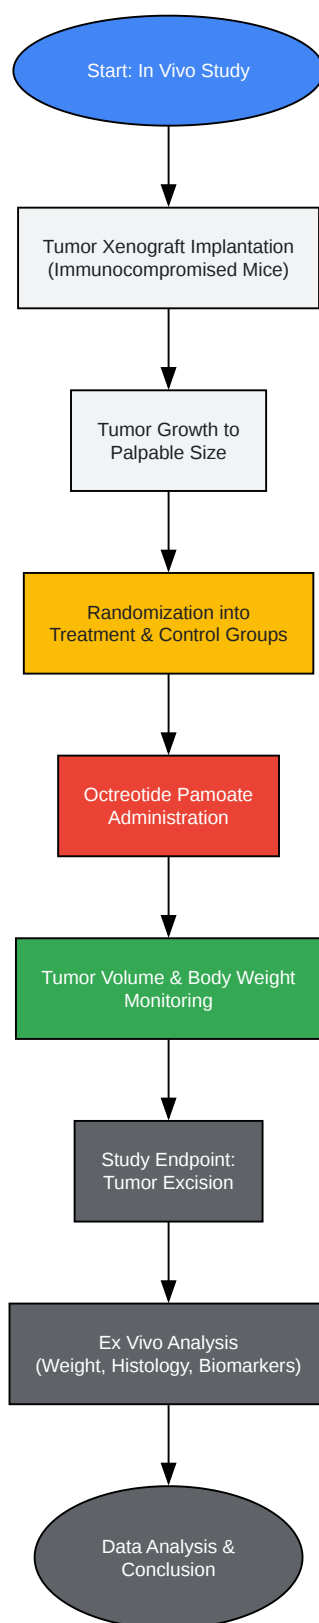 Start: In Vivo Study
Tumor Xenograft Implantation
(Immunocompromised Mice)
Tumor Growth to
Palpable Size
Randomization into
Treatment & Control Groups
Octreotide Pamoate
Administration
Tumor Volume & Body Weight
Monitoring
Study Endpoint:
Tumor Excision
Ex Vivo Analysis
(Weight, Histology, Biomarkers)
Data Analysis &
Conclusion